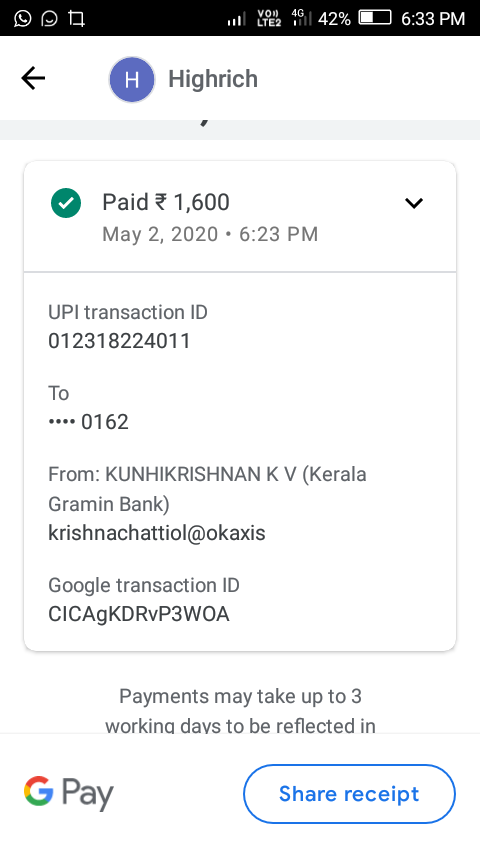 VO)) LTE2 4G 42% 6:33 PM
H Highrich
Paid ₹ 1,600
May 2, 2020 • 6:23 PM
UPI transaction ID
012318224011
To
•••• 0162
From: KUNHIKRISHNAN K V (Kerala
Gramin Bank)
krishnachattiol@okaxis
Google transaction ID
CICAgKDRvP3WOA
Payments may take up to 3
working days to be reflected in
G Pay
Share receipt